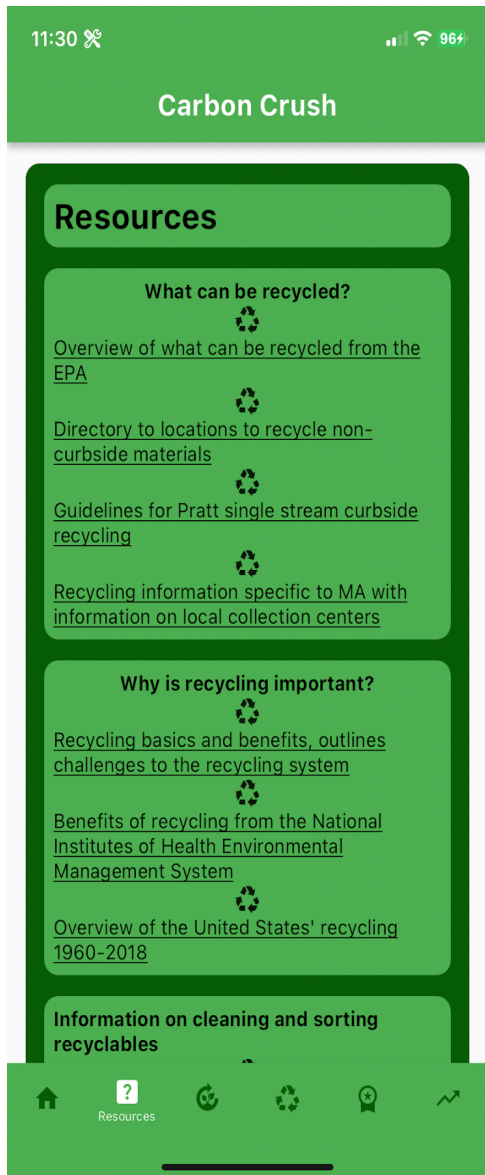 11:30
96
Carbon Crush
Resources
What can be recycled?
Overview of what can be recycled from the
EPA
Directory to locations to recycle non-
curbside materials
Guidelines for Pratt single stream curbside
recycling
Recycling information specific to MA with
information on local collection centers
Why is recycling important?
Recycling basics and benefits, outlines
challenges to the recycling system
Benefits of recycling from the National
Institutes of Health Environmental
Management System
Overview of the United States' recycling
1960-2018
Information on cleaning and sorting
recyclables
?
Resources